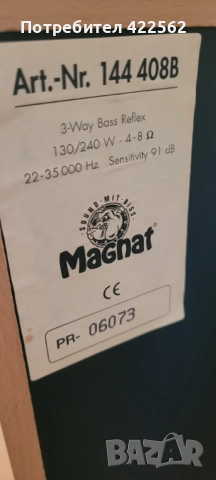 Потребител 422562
Art.-Nr. 144 408B
3-Way Bass Reflex
130/240 W - 4-8 Ω
22-35 000 Hz Sensitivity 91 dB
SOUND MIT BISS
Magnat
CE
PR- 06073
BAZAR